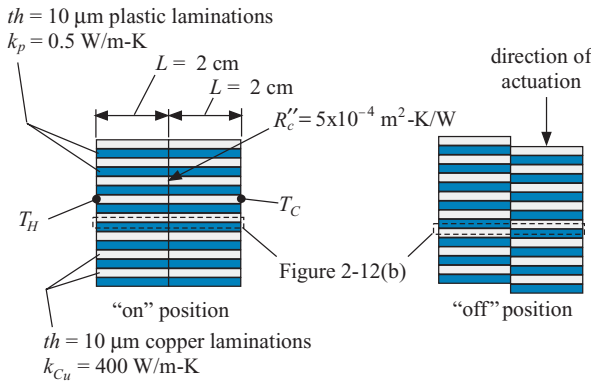 th = 10 μm plastic laminations
k_p = 0.5 W/m-K
L = 2 cm
L = 2 cm
R_c″ = 5x10⁻⁴ m²-K/W
direction of
actuation
T_H
T_C
Figure 2-12(b)
“on” position
“off” position
th = 10 μm copper laminations
k_Cu = 400 W/m-K